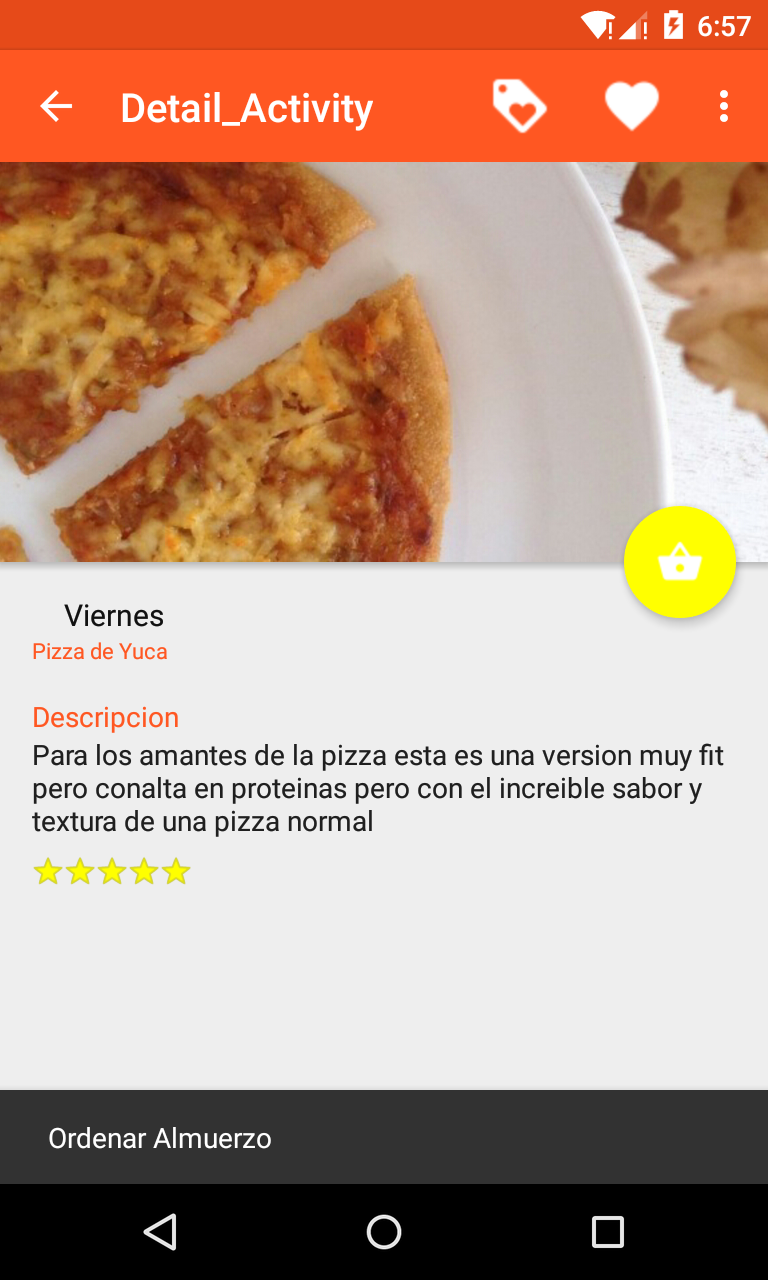 6:57
Detail_Activity
Viernes
Pizza de Yuca
Descripcion
Para los amantes de la pizza esta es una version muy fit
pero conalta en proteinas pero con el increible sabor y
textura de una pizza normal
Ordenar Almuerzo